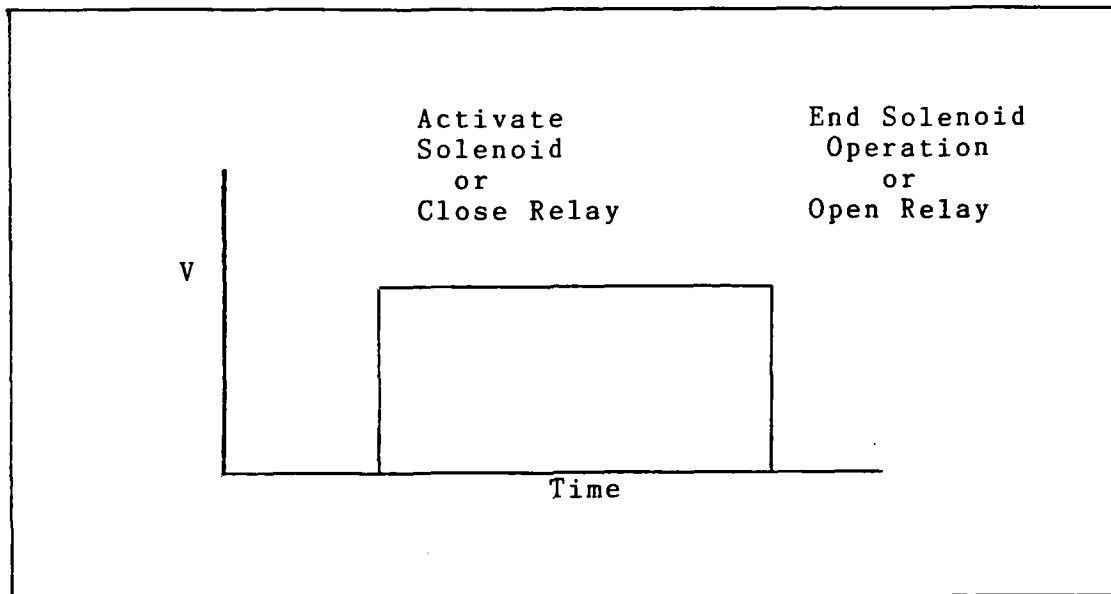 Activate
Solenoid
or
Close Relay
End Solenoid
Operation
or
Open Relay
V
Time